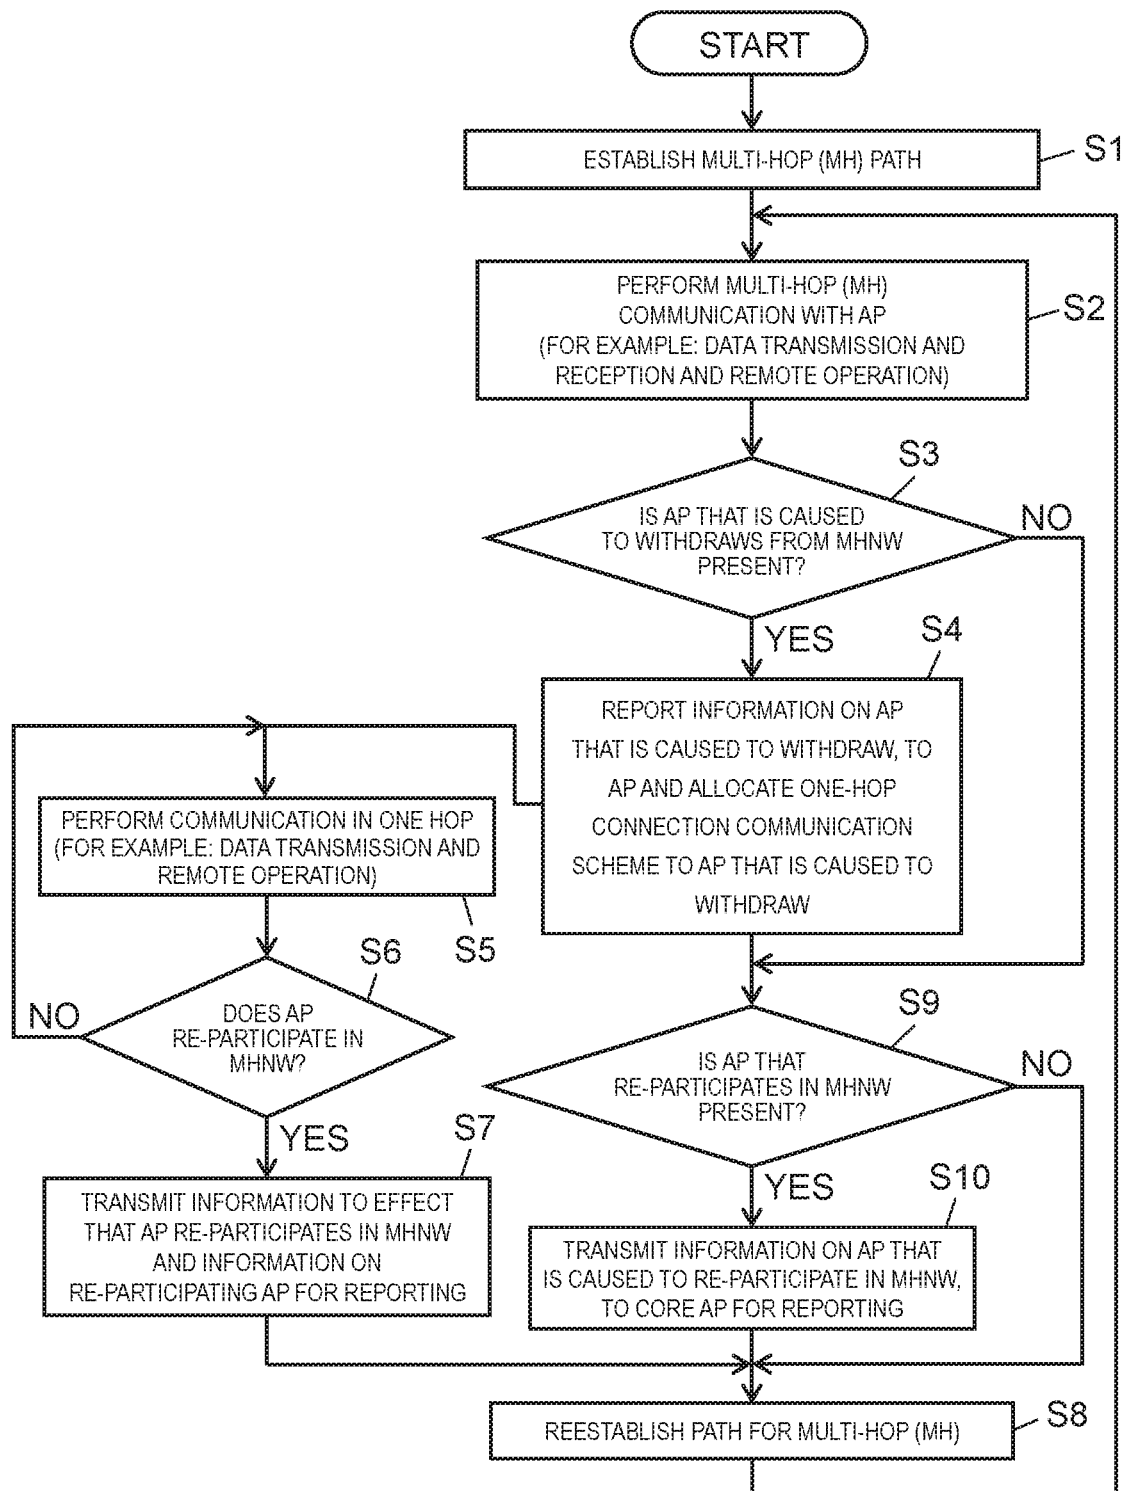 START
ESTABLISH MULTI-HOP (MH) PATH
S1
PERFORM MULTI-HOP (MH)
COMMUNICATION WITH AP
(FOR EXAMPLE: DATA TRANSMISSION AND
RECEPTION AND REMOTE OPERATION)
S2
S3
IS AP THAT IS CAUSED
TO WITHDRAWS FROM MHNW
PRESENT?
NO
YES
S4
REPORT INFORMATION ON AP
THAT IS CAUSED TO WITHDRAW, TO
AP AND ALLOCATE ONE-HOP
CONNECTION COMMUNICATION
SCHEME TO AP THAT IS CAUSED TO
WITHDRAW
PERFORM COMMUNICATION IN ONE HOP
(FOR EXAMPLE: DATA TRANSMISSION AND
REMOTE OPERATION)
S5
S6
DOES AP
RE-PARTICIPATE IN
MHNW?
NO
YES
S7
TRANSMIT INFORMATION TO EFFECT
THAT AP RE-PARTICIPATES IN MHNW
AND INFORMATION ON
RE-PARTICIPATING AP FOR REPORTING
S9
IS AP THAT
RE-PARTICIPATES IN MHNW
PRESENT?
NO
YES
S10
TRANSMIT INFORMATION ON AP THAT
IS CAUSED TO RE-PARTICIPATE IN MHNW,
TO CORE AP FOR REPORTING
REESTABLISH PATH FOR MULTI-HOP (MH)
S8